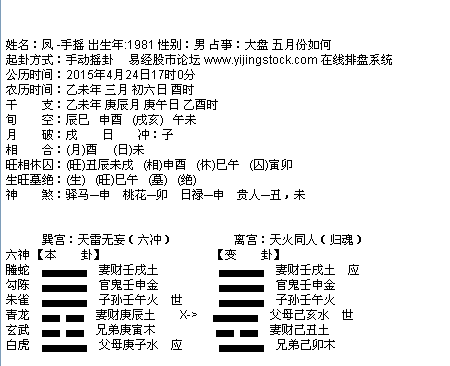 姓名：凤 -手摇 出生年:1981 性别：男 占事：大盘 五月份如何
起卦方式：手动摇卦 易经股市论坛 www.yijingstock.com 在线排盘系统
公历时间：2015年4月24日17时0分
农历时间：乙未年 三月 初六日 酉时
干 支：乙未年 庚辰月 庚午日 乙酉时
旬 空：辰巳 申酉 (戌亥) 午未
月 破：戌 日 冲：子
相 合：(月)酉 (日)未
旺相休囚：(旺)丑辰未戌 (相)申酉 (休)巳午 (囚)寅卯
生旺墓绝：(生) (旺)巳午 (墓) (绝)
神 煞：驿马—申 桃花—卯 日禄—申 贵人—丑，未
巽宫：天雷无妄（六冲） 离宫：天火同人（归魂）
六神【本 卦】 【变 卦】
螣蛇 妻财壬戌土 妻财壬戌土 应
勾陈 官鬼壬申金 官鬼壬申金
朱雀 子孙壬午火 世 子孙壬午火
青龙 妻财庚辰土 X-> 父母己亥水 世
玄武 兄弟庚寅木 妻财己丑土
白虎 父母庚子水 应 兄弟己卯木